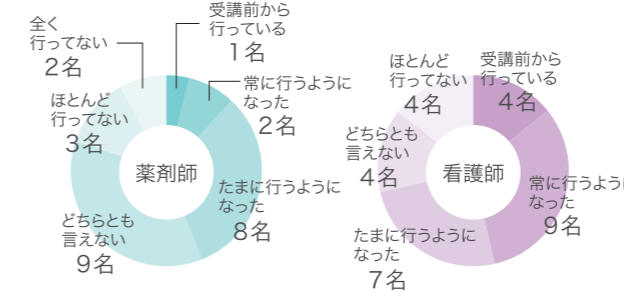 受講前から
行っている
1名
常に行うように
なった
2名
たまに行うように
なった
8名
どちらとも
言えない
9名
ほとんど
行ってない
3名
全く
行ってない
2名
薬剤師
受講前から
行っている
4名
常に行うように
なった
9名
たまに行うように
なった
7名
どちらとも
言えない
4名
ほとんど
行ってない
4名
看護師